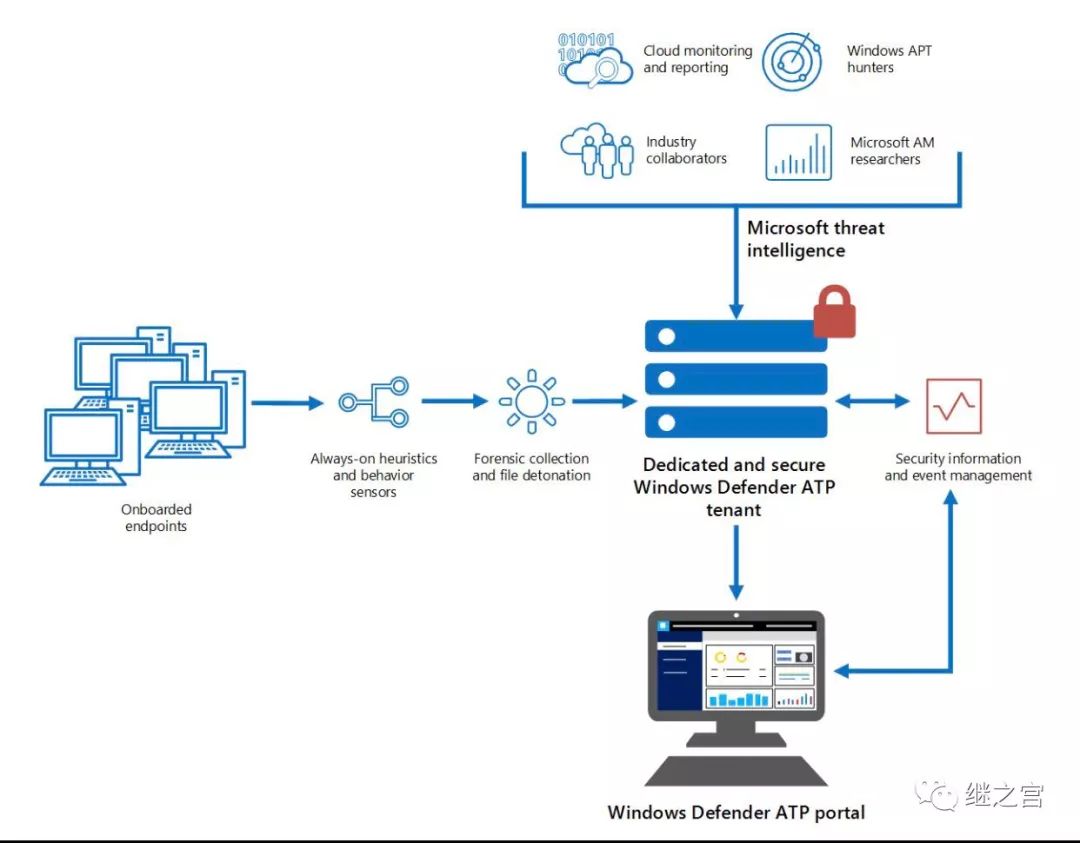 010101
Cloud monitoring
and reporting
Windows APT
hunters
Industry
collaborators
Microsoft AM
researchers
Microsoft threat
intelligence
Onboarded
endpoints
Always-on heuristics
and behavior
sensors
Forensic collection
and file detonation
Dedicated and secure
Windows Defender ATP
tenant
Security information
and event management
Windows Defender ATP portal
继之宫